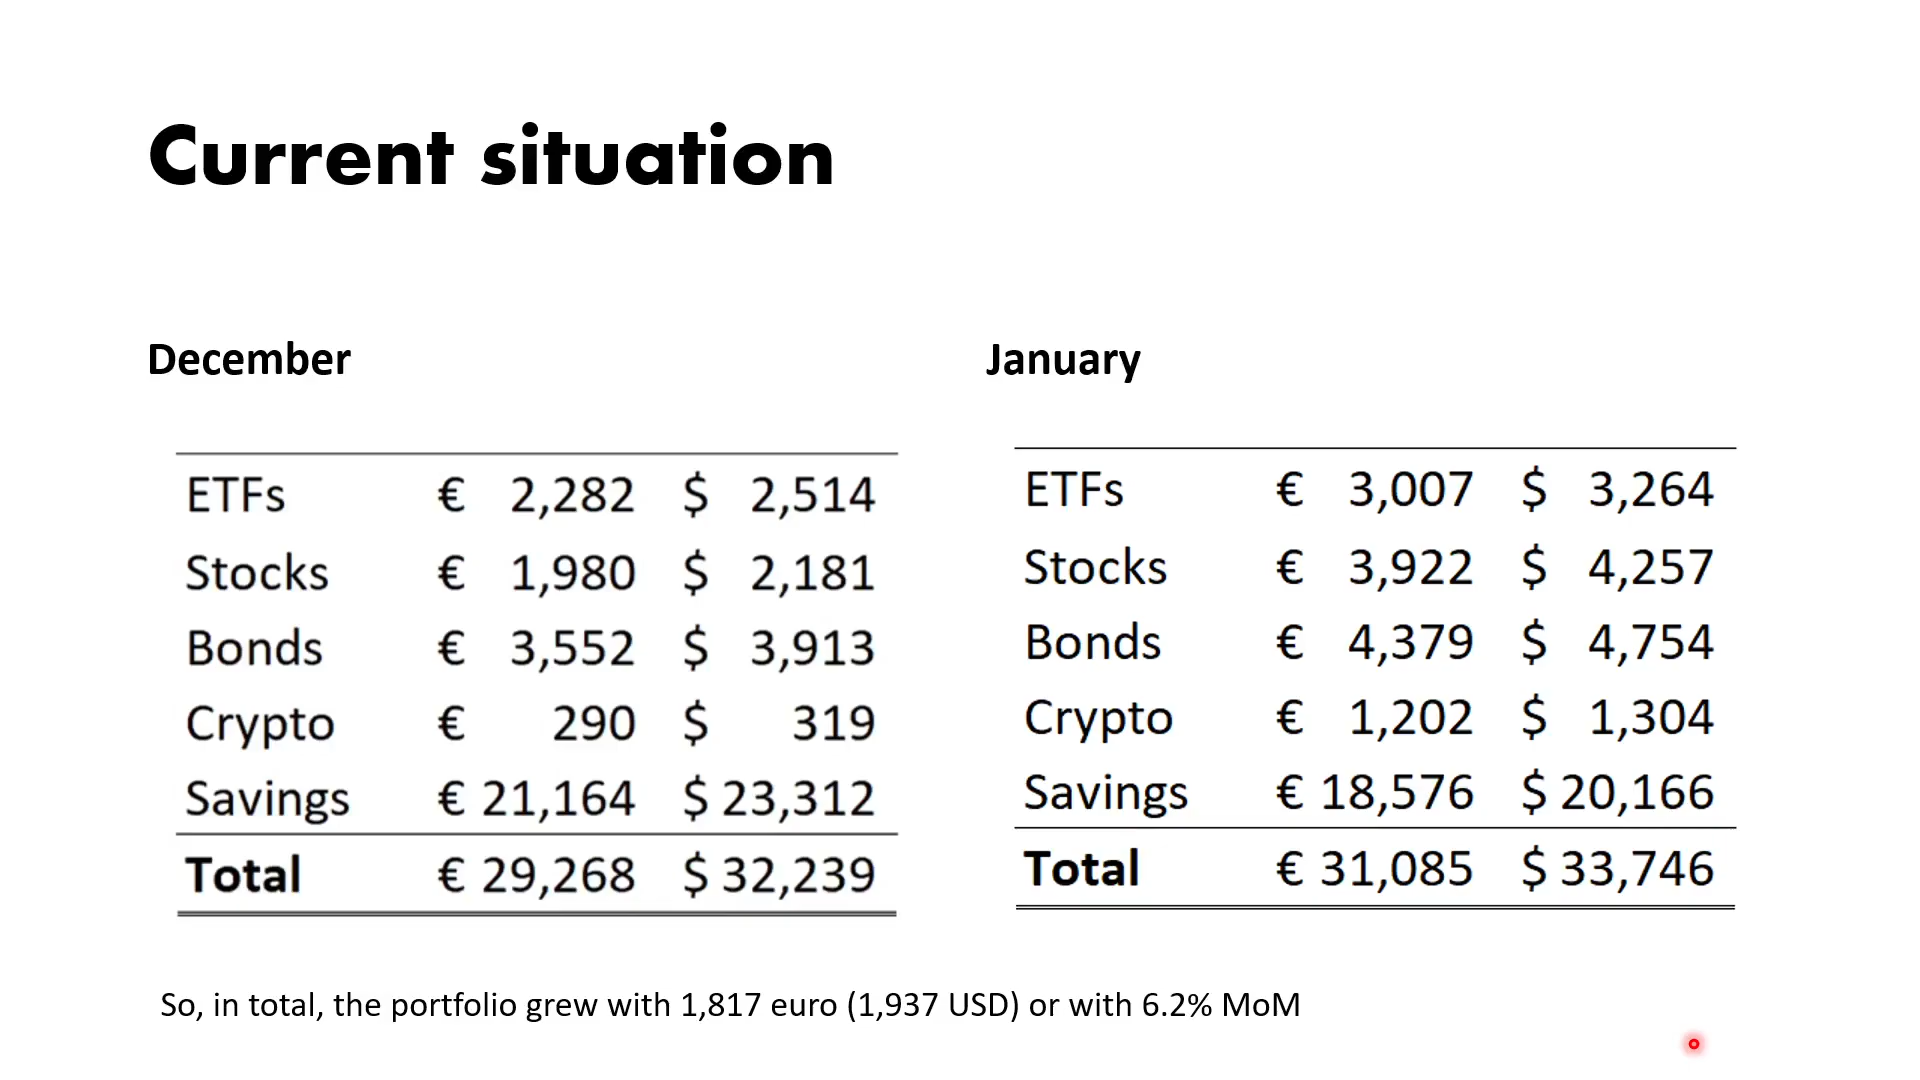 Current situation
December
ETFs € 2,282 $ 2,514
Stocks € 1,980 $ 2,181
Bonds € 3,552 $ 3,913
Crypto € 290 $ 319
Savings € 21,164 $ 23,312
Total € 29,268 $ 32,239
January
ETFs € 3,007 $ 3,264
Stocks € 3,922 $ 4,257
Bonds € 4,379 $ 4,754
Crypto € 1,202 $ 1,304
Savings € 18,576 $ 20,166
Total € 31,085 $ 33,746
So, in total, the portfolio grew with 1,817 euro (1,937 USD) or with 6.2% MoM